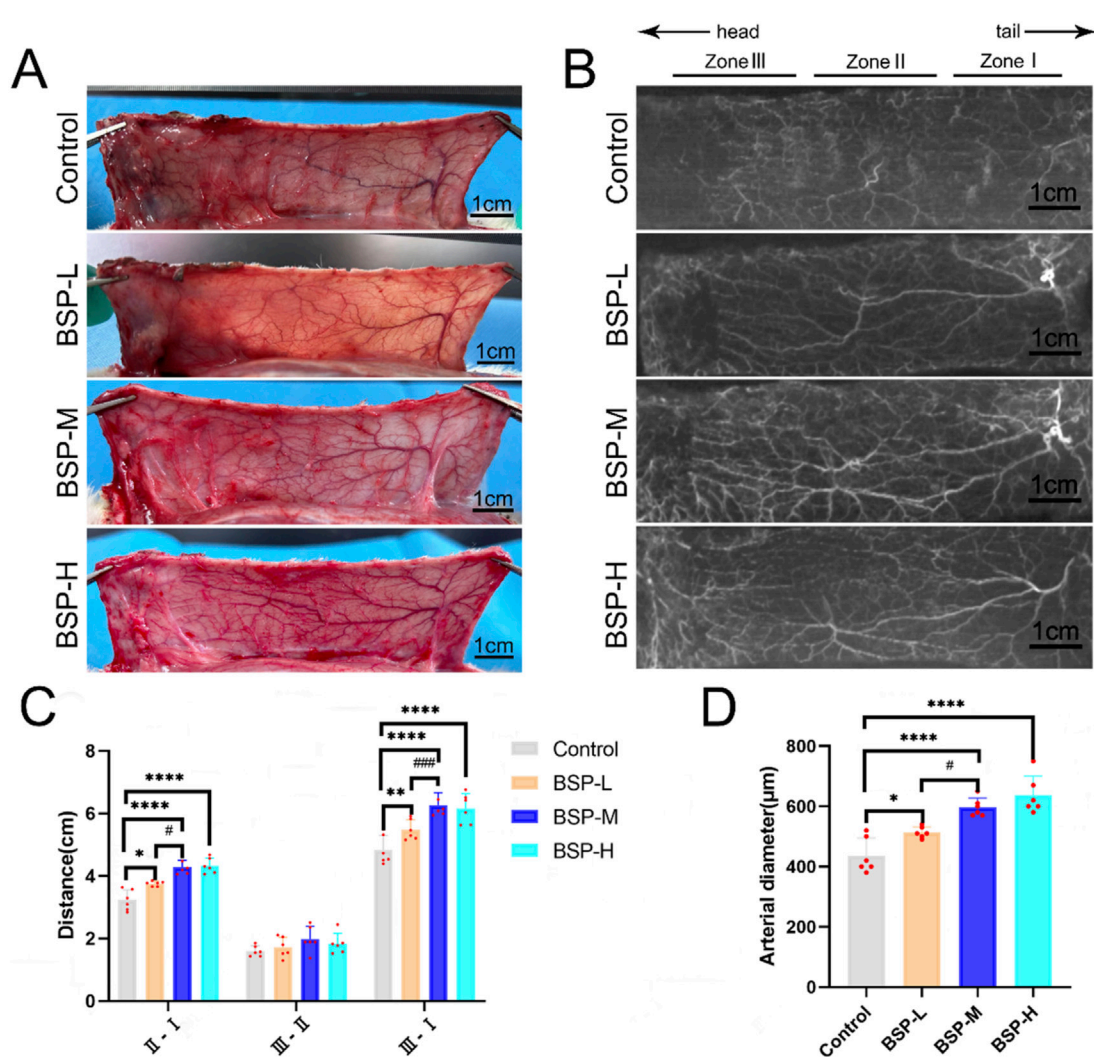 A
Control
1cm
BSP-L
1cm
BSP-M
1cm
BSP-H
1cm
B
head
tail
Zone Ⅲ
Zone Ⅱ
Zone Ⅰ
Control
1cm
BSP-L
1cm
BSP-M
1cm
BSP-H
1cm
C
Distance(cm)
8
6
4
2
0
****
****
#
*
****
****
###
**
Ⅱ - Ⅰ
Ⅲ - Ⅱ
Ⅲ - Ⅰ
Control
BSP-L
BSP-M
BSP-H
D
Arterial diameter(μm)
800
600
400
200
0
****
****
#
*
Control
BSP-L
BSP-M
BSP-H